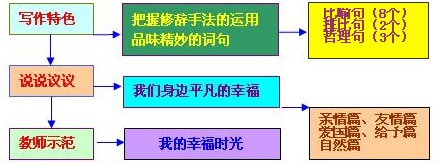 写作特色
把握修辞手法的运用
品味精妙的词句
比喻句（8个）
排比句（2个）
哲理句（3个）
说说议议
我们身边平凡的幸福
亲情篇、友情篇
爱国篇、给予篇
自然篇
教师示范
我的幸福时光